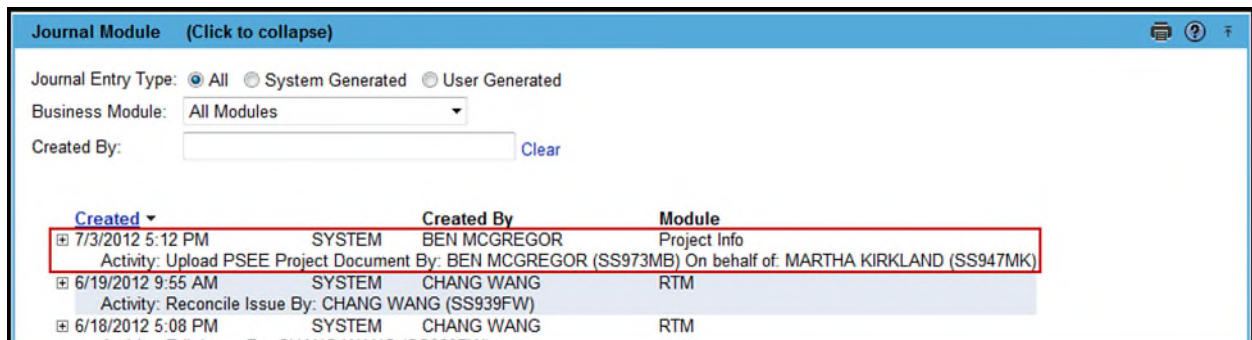 Journal Module (Click to collapse)
Journal Entry Type: All System Generated User Generated
Business Module: All Modules
Created By: Clear
Created Created By Module
7/3/2012 5:12 PM SYSTEM BEN MCGREGOR Project Info
Activity: Upload PSEE Project Document By: BEN MCGREGOR (SS973MB) On behalf of: MARTHA KIRKLAND (SS947MK)
6/19/2012 9:55 AM SYSTEM CHANG WANG RTM
Activity: Reconcile Issue By: CHANG WANG (SS939FW)
6/18/2012 5:08 PM SYSTEM CHANG WANG RTM